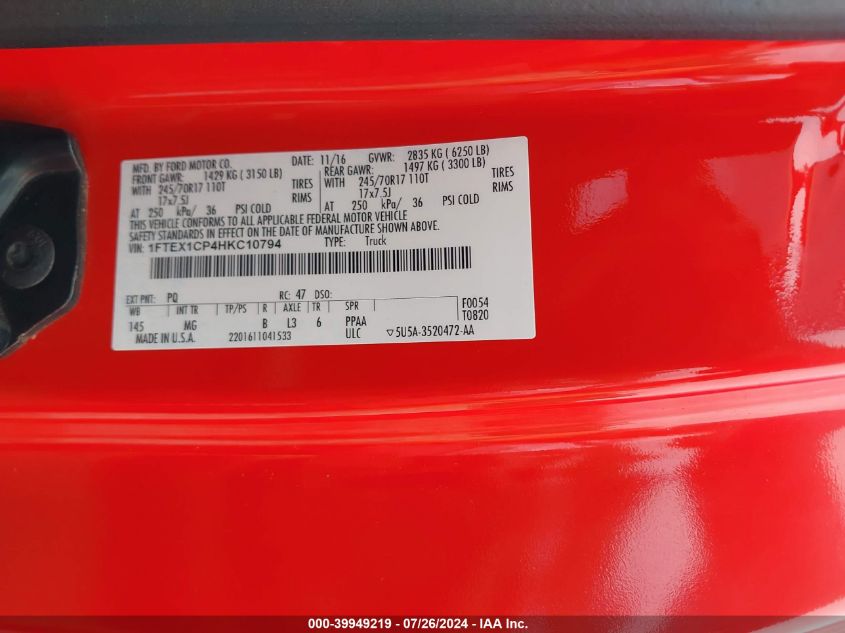 MFD. BY FORD MOTOR CO. DATE: 11/16 GVWR: 2835 KG ( 6250 LB)
FRONT GAWR: 1429 KG ( 3150 LB) REAR GAWR: 1497 KG ( 3300 LB)
WITH 245/70R17 110T TIRES WITH 245/70R17 110T TIRES
17x7.5J RIMS 17x7.5J RIMS
AT 250 kPa/ 36 PSI COLD AT 250 kPa/ 36 PSI COLD
THIS VEHICLE CONFORMS TO ALL APPLICABLE FEDERAL MOTOR VEHICLE
SAFETY STANDARDS IN EFFECT ON THE DATE OF MANUFACTURE SHOWN ABOVE.
VIN: 1FTEX1CP4HKC10794 TYPE: Truck
EXT PNT: PQ RC: 47 DSO: F0054
WB INT TR TP/PS R AXLE TR SPR T0820
145 MG B L3 6 PPAA
MADE IN U.S.A. 2201611041533 ULC ▽5U5A-3520472-AA
000-39949219 - 07/26/2024 - IAA Inc.